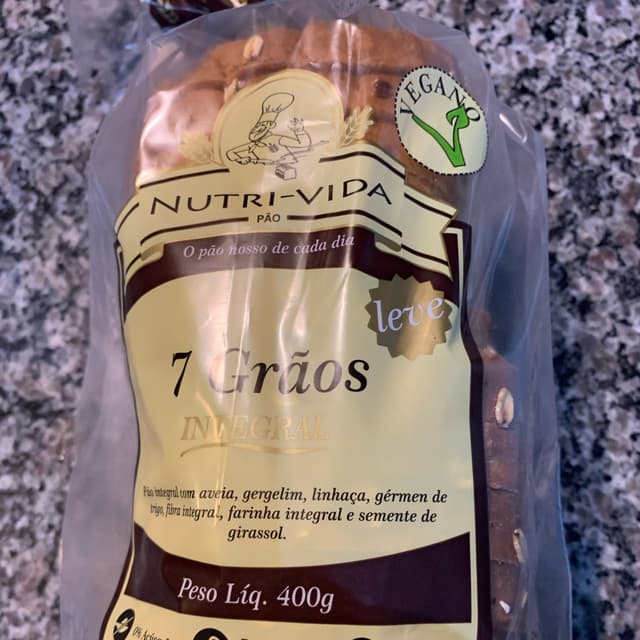 VEGANO
NUTRI-VIDA
PÃO
O pão nosso de cada dia
leve
7 Grãos
INTEGRAL
Pão integral com aveia, gergelim, linhaça, gérmen de
trigo, fibra integral, farinha integral e semente de
girassol.
Peso Líq. 400g
0%